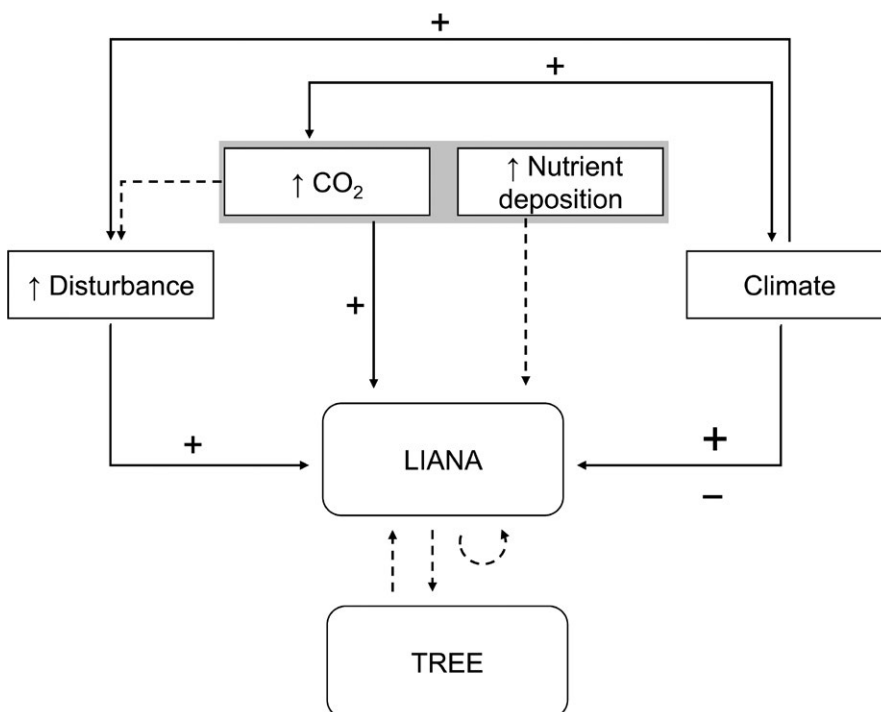 +
+
↑ CO₂
↑ Nutrient
deposition
↑ Disturbance
Climate
+
+
LIANA
+
−
TREE